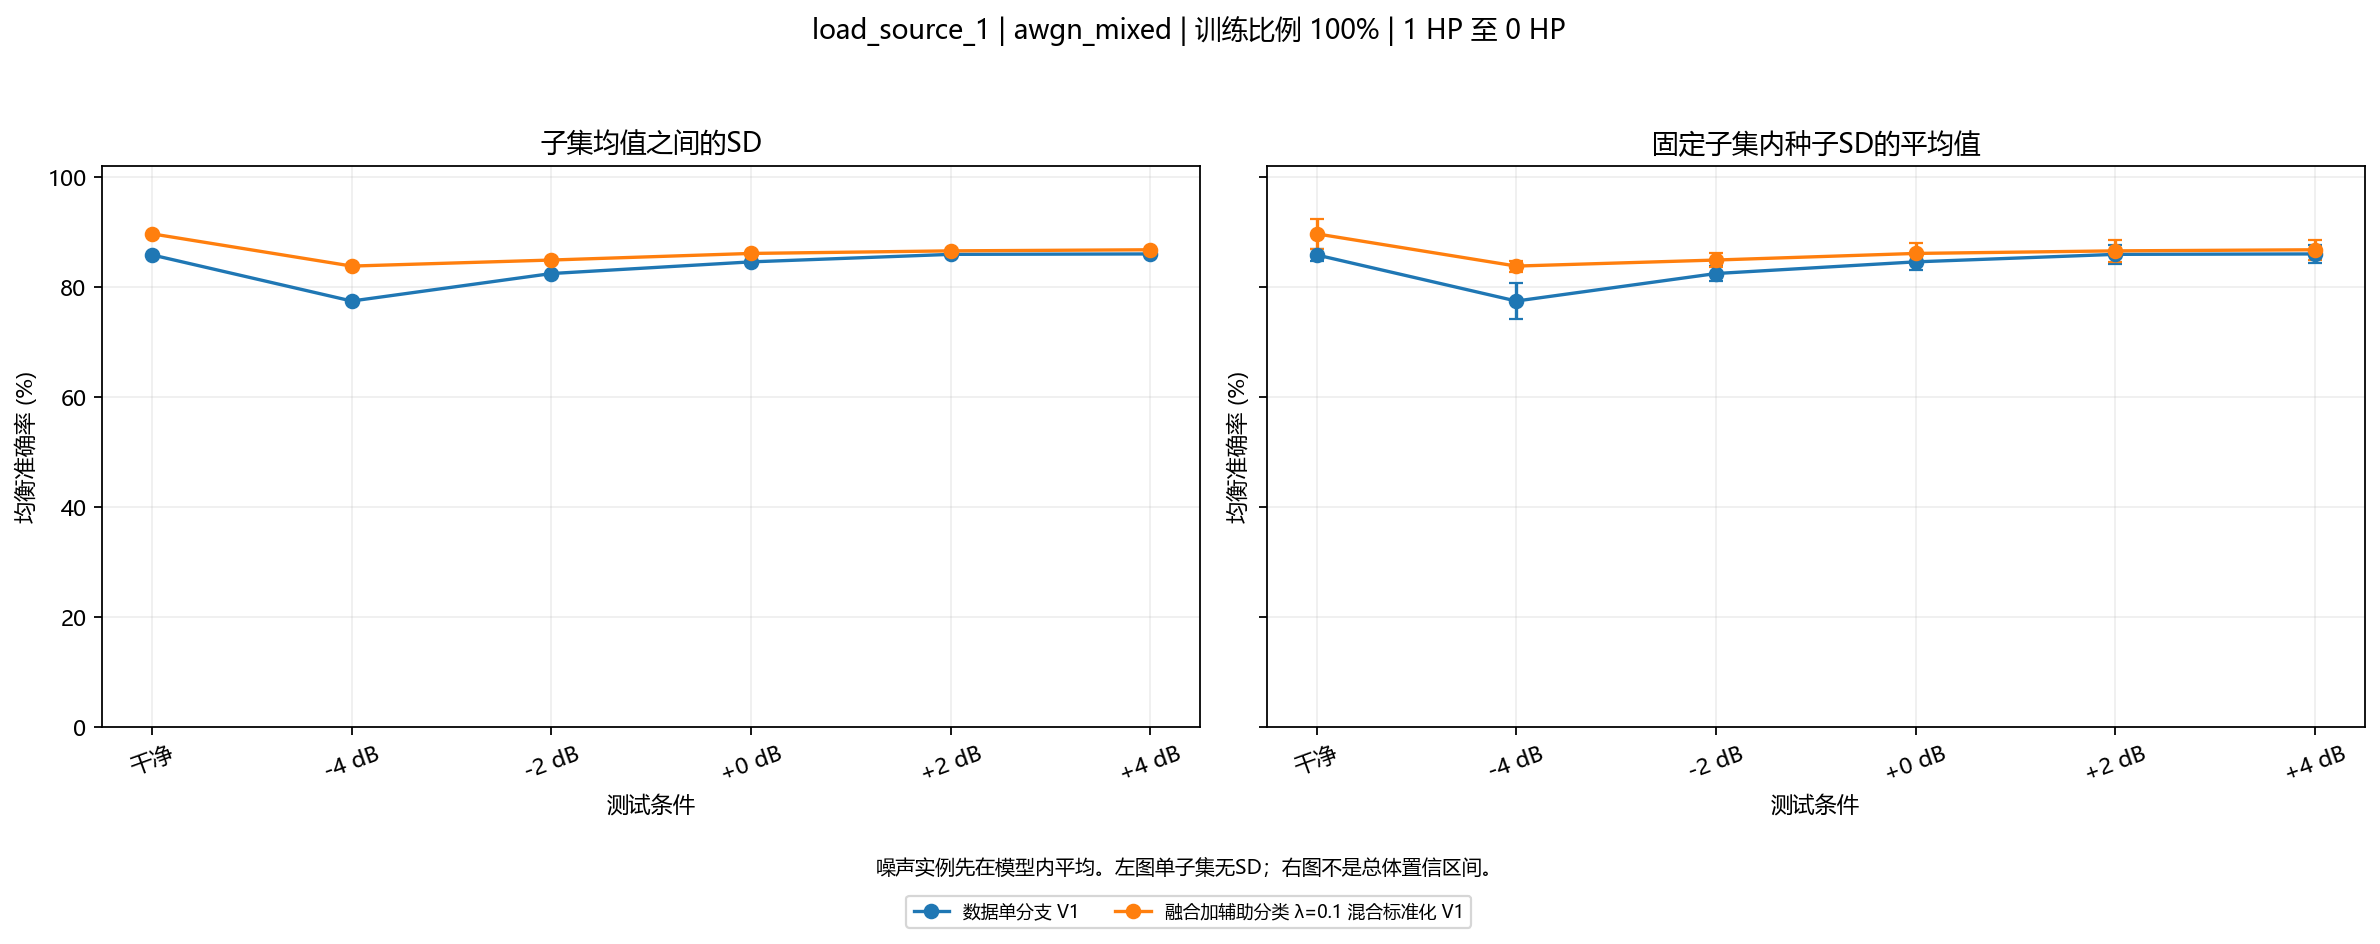 load_source_1 | awgn_mixed | 训练比例 100% | 1 HP 至 0 HP
子集均值之间的SD
均衡准确率 (%)
100
80
60
40
20
0
干净
-4 dB
-2 dB
+0 dB
+2 dB
+4 dB
测试条件
固定子集内种子SD的平均值
均衡准确率 (%)
干净
-4 dB
-2 dB
+0 dB
+2 dB
+4 dB
测试条件
噪声实例先在模型内平均。左图单子集无SD；右图不是总体置信区间。
数据单分支 V1
融合加辅助分类 λ=0.1 混合标准化 V1